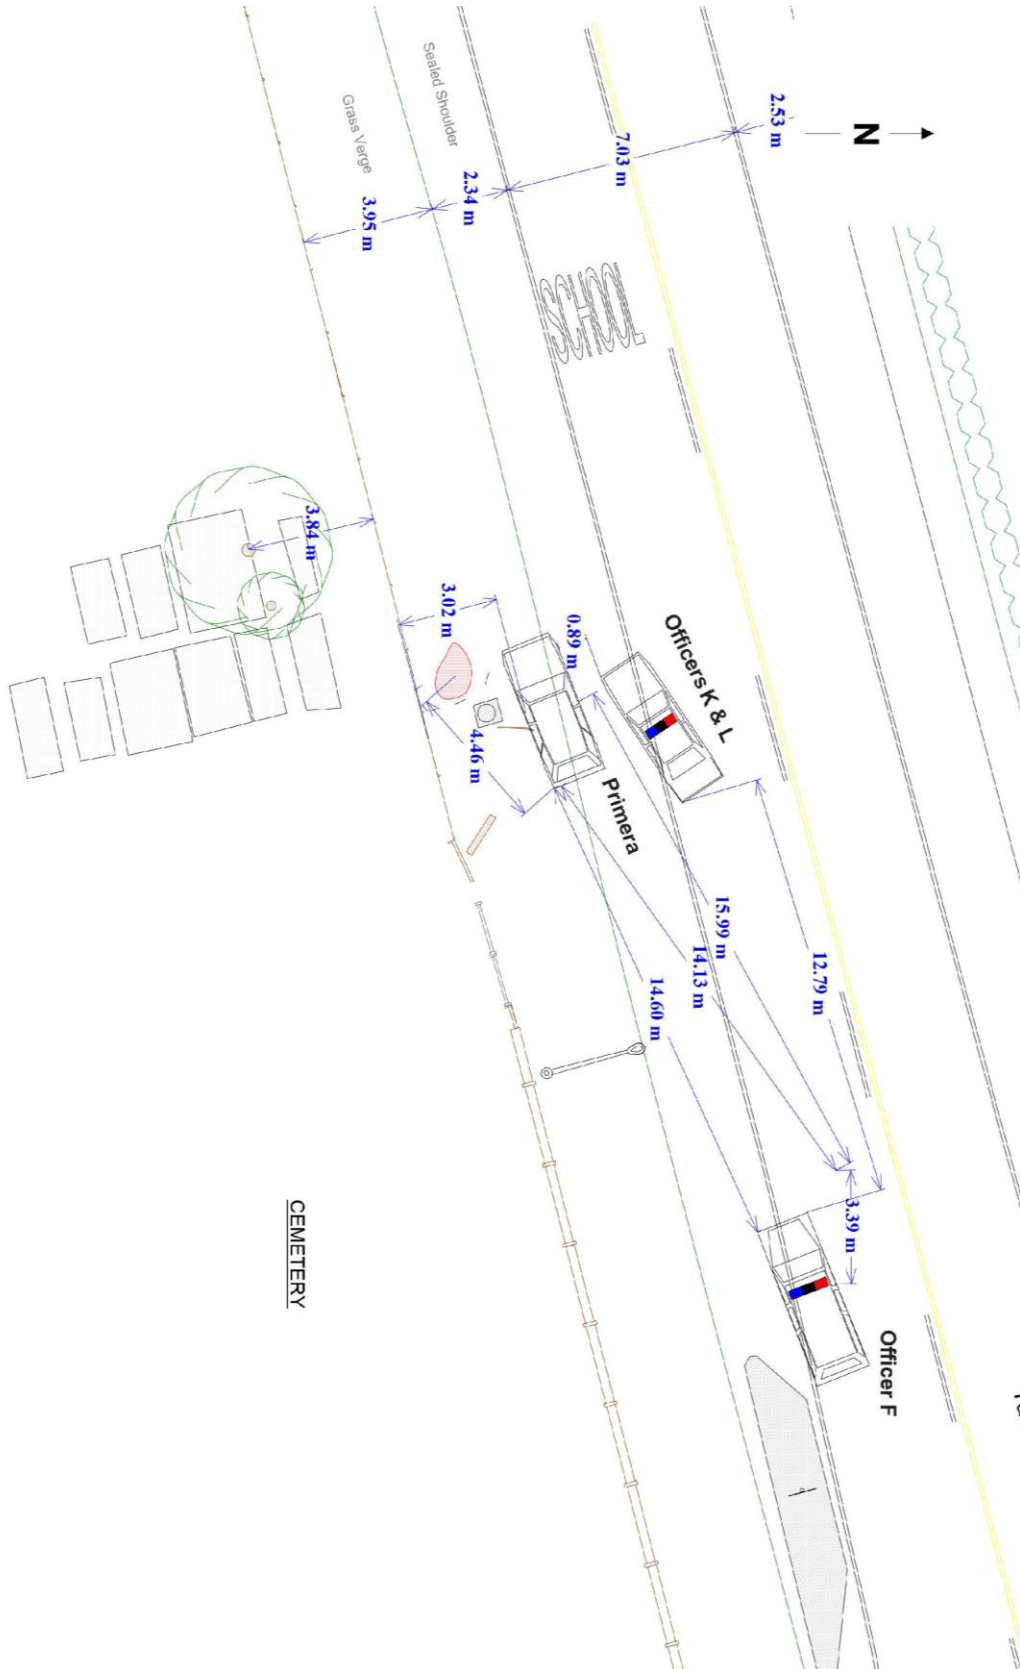 Sealed Shoulder
Grass Verge
2.53 m
N
7.03 m
2.34 m
3.95 m
SCHOOL
3.84 m
3.02 m
0.89 m
Officers K & L
4.46 m
Primera
15.99 m
14.13 m
12.79 m
14.60 m
3.39 m
CEMETERY
Officer F